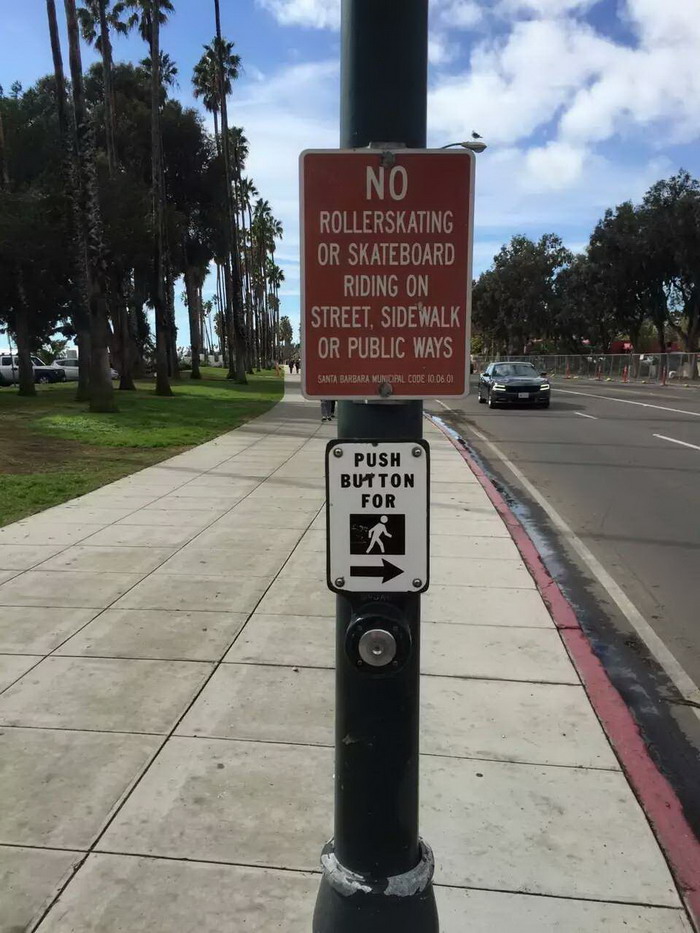 NO
ROLLERSKATING
OR SKATEBOARD
RIDING ON
STREET, SIDEWALK
OR PUBLIC WAYS
SANTA BARBARA MUNICIPAL CODE 10.06.01
PUSH
BUTTON
FOR